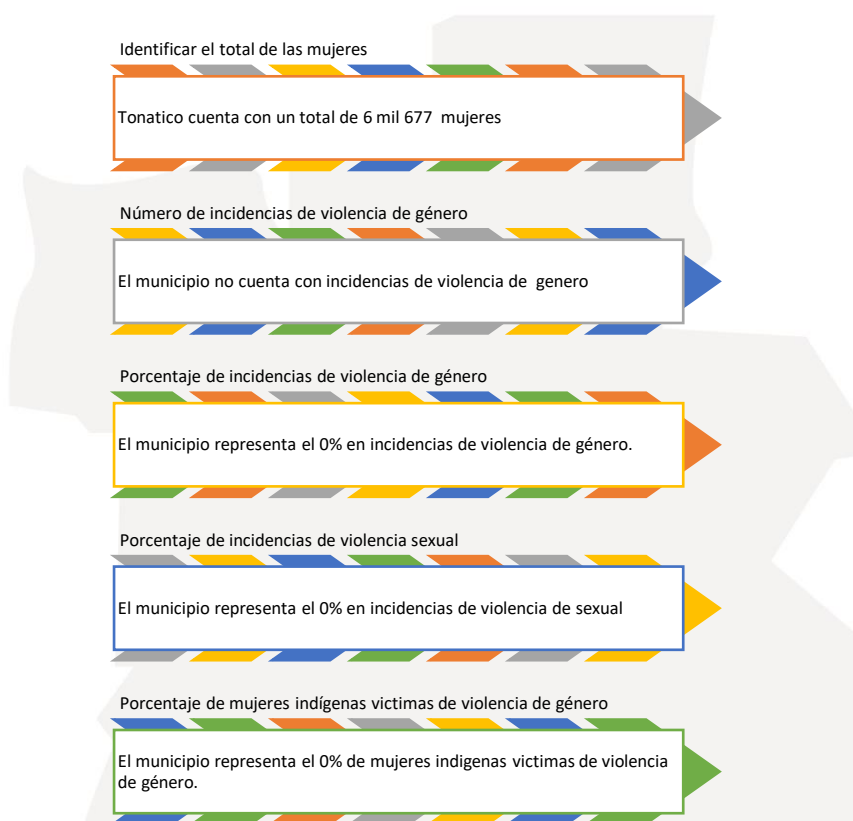 Identificar el total de las mujeres
Tonatico cuenta con un total de 6 mil 677 mujeres
Número de incidencias de violencia de género
El municipio no cuenta con incidencias de violencia de genero
Porcentaje de incidencias de violencia de género
El municipio representa el 0% en incidencias de violencia de género.
Porcentaje de incidencias de violencia sexual
El municipio representa el 0% en incidencias de violencia de sexual
Porcentaje de mujeres indígenas victimas de violencia de género
El municipio representa el 0% de mujeres indigenas victimas de violencia
de género.